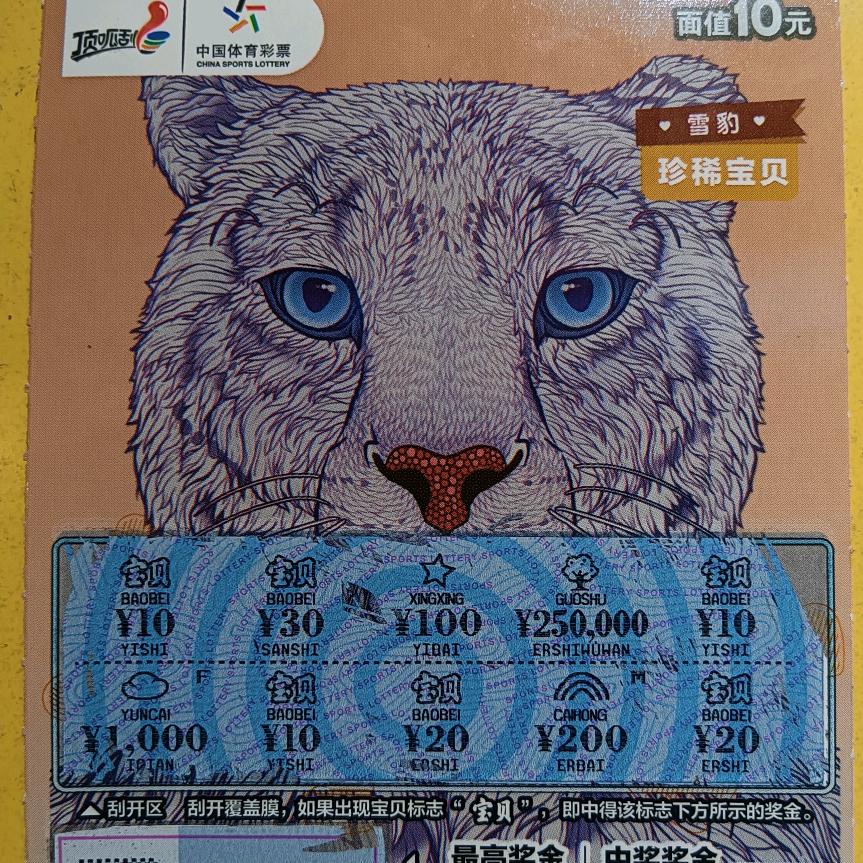 顶呱刮
中国体育彩票
CHINA SPORTS LOTTERY
面值10元
雪豹
珍稀宝贝
宝贝 宝贝 宝贝
BAOBEI BAOBEI XINGXING GUOSHU BAOBEI
¥10 ¥30 ¥100 ¥250,000 ¥10
YISHI SANSHI YIBAI ERSHIWUWAN YISHI
F M
宝贝 宝贝 宝贝
YUNCAI BAOBEI BAOBEI CAIHONG BAOBEI
¥1,000 ¥10 ¥20 ¥200 ¥20
YIQIAN YISHI ERSHI ERBAI ERSHI
刮开区 刮开覆盖膜，如果出现宝贝标志“宝贝”，即中得该标志下方所示的奖金。
最高奖金 中奖奖金